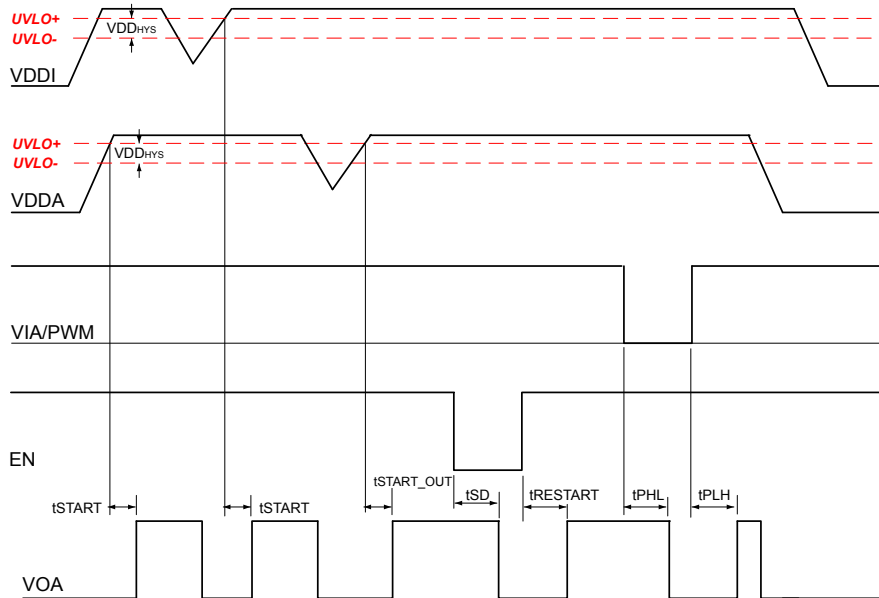 UVLO+
VDDHYS
UVLO-
VDDI
UVLO+
VDDHYS
UVLO-
VDDA
VIA/PWM
EN
tSTART
tSTART
tSTART_OUT
tSD
tRESTART
tPHL
tPLH
VOA